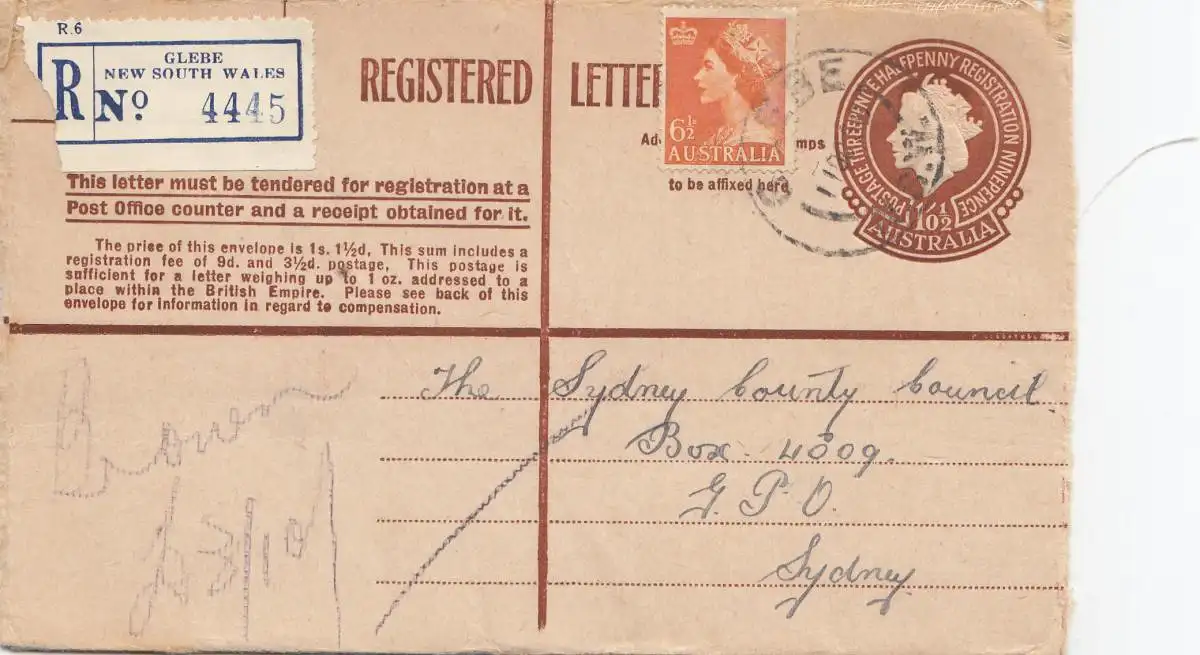 R.6
GLEBE
NEW SOUTH WALES
R No 4445
REGISTERED LETTER
6½
AUSTRALIA
mps
to be affixed here
POSTAGE THREEPENCE HALFPENNY REGISTRATION NINEPENCE
1/0½
AUSTRALIA
This letter must be tendered for registration at a
Post Office counter and a receipt obtained for it.
The price of this envelope is 1s. 1½d, This sum includes a
registration fee of 9d. and 3½d. postage, This postage is
sufficient for a letter weighing up to 1 oz. addressed to a
place within the British Empire. Please see back of this
envelope for information in regard to compensation.
The Sydney County Council
Box 4009.
G.P.O.
Sydney